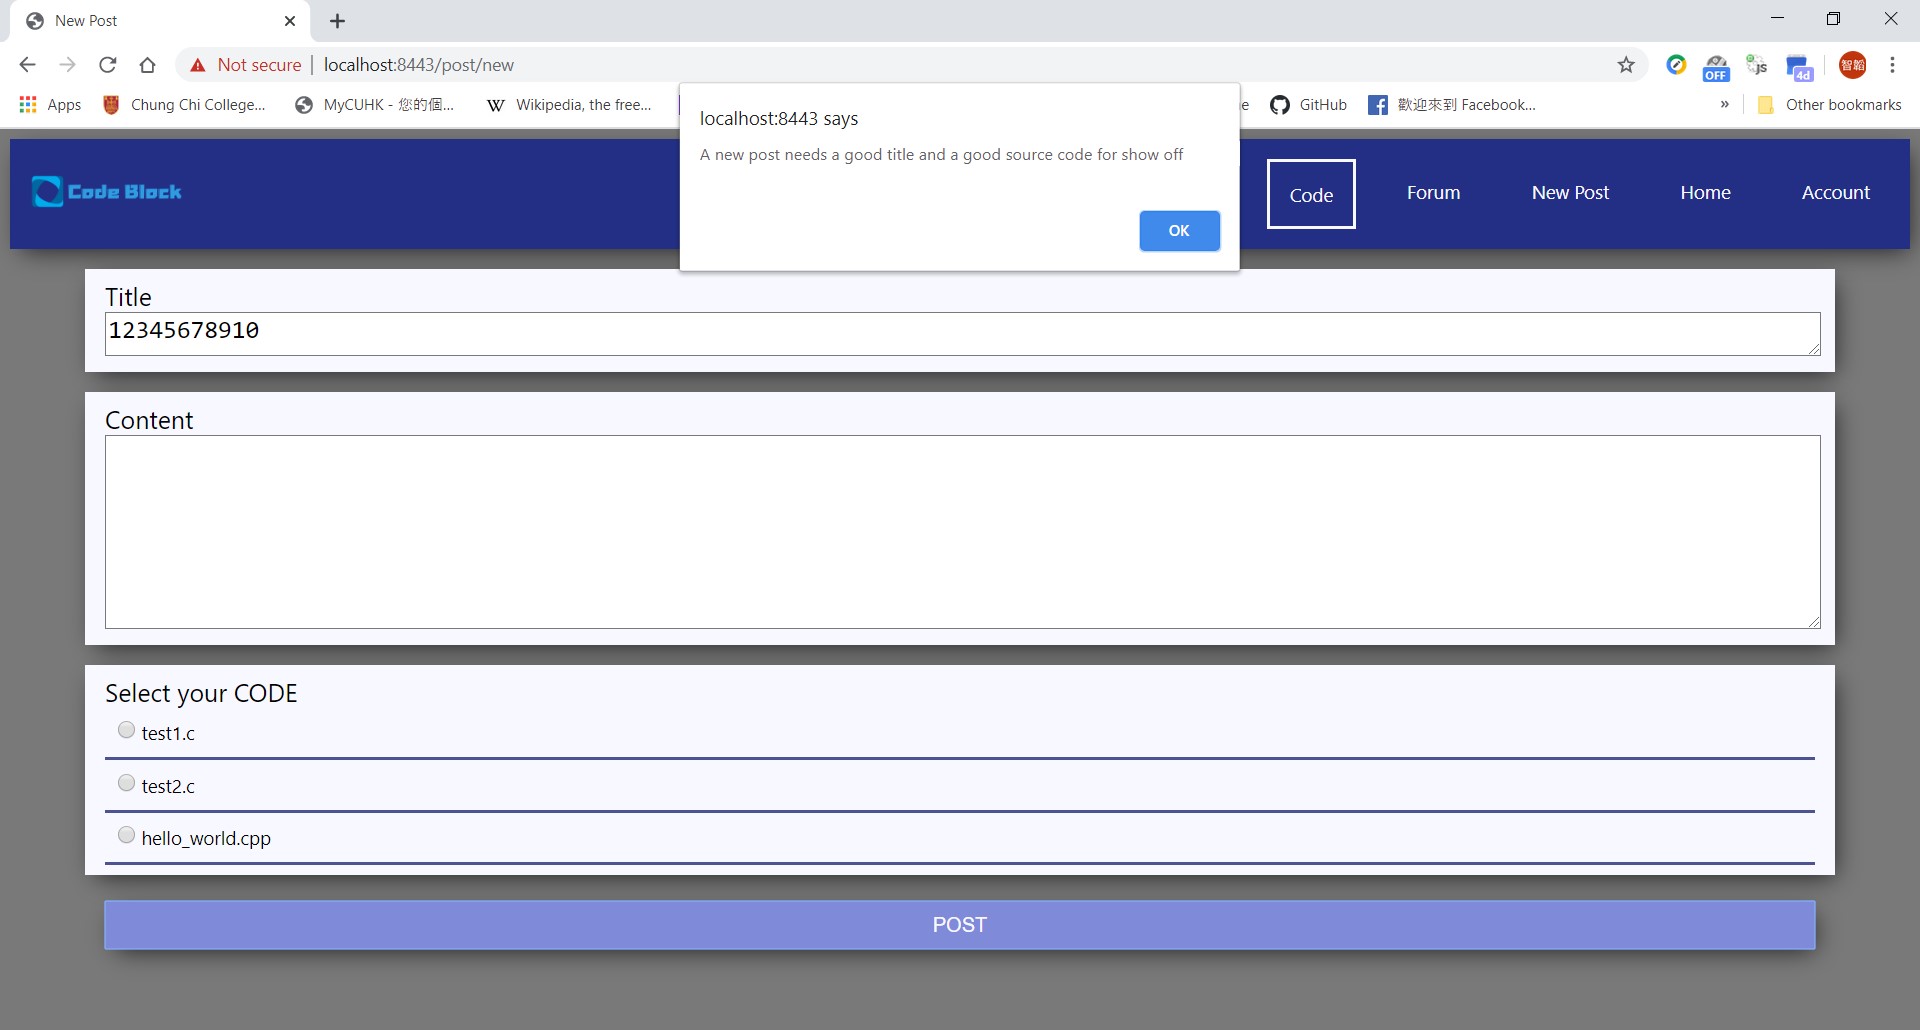 New Post
Not secure localhost:8443/post/new
OFF
js
4d
智韜
Apps Chung Chi College... MyCUHK - 您的個... Wikipedia, the free... e GitHub 歡迎來到 Facebook... » Other bookmarks
localhost:8443 says
A new post needs a good title and a good source code for show off
OK
Code Block
Code Forum New Post Home Account
Title
12345678910
Content
Select your CODE
test1.c
test2.c
hello_world.cpp
POST